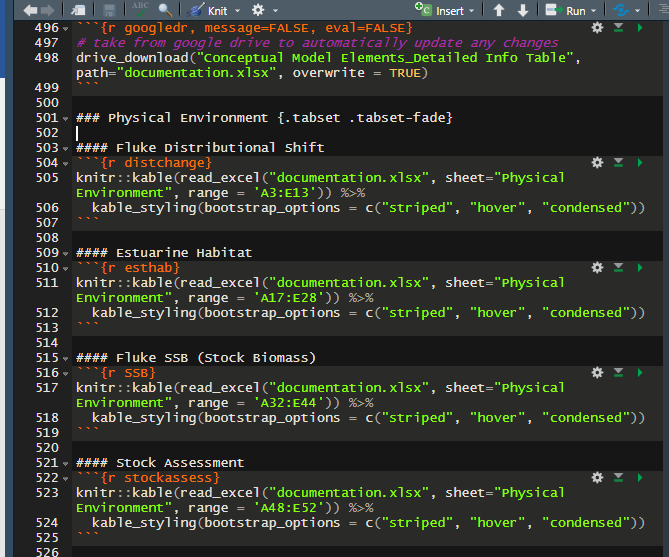 ABC Knit Insert Run
496 ```{r googledr, message=FALSE, eval=FALSE}
497 # take from google drive to automatically update any changes
498 drive_download("Conceptual Model Elements_Detailed Info Table",
path="documentation.xlsx", overwrite = TRUE)
499 ```
500
501 ### Physical Environment {.tabset .tabset-fade}
502
503 #### Fluke Distributional Shift
504 ```{r distchange}
505 knitr::kable(read_excel("documentation.xlsx", sheet="Physical
Environment", range = 'A3:E13')) %>%
506 kable_styling(bootstrap_options = c("striped", "hover", "condensed"))
507 ```
508
509 #### Estuarine Habitat
510 ```{r esthab}
511 knitr::kable(read_excel("documentation.xlsx", sheet="Physical
Environment", range = 'A17:E28')) %>%
512 kable_styling(bootstrap_options = c("striped", "hover", "condensed"))
513 ```
514
515 #### Fluke SSB (Stock Biomass)
516 ```{r SSB}
517 knitr::kable(read_excel("documentation.xlsx", sheet="Physical
Environment", range = 'A32:E44')) %>%
518 kable_styling(bootstrap_options = c("striped", "hover", "condensed"))
519 ```
520
521 #### Stock Assessment
522 ```{r stockassess}
523 knitr::kable(read_excel("documentation.xlsx", sheet="Physical
Environment", range = 'A48:E52')) %>%
524 kable_styling(bootstrap_options = c("striped", "hover", "condensed"))
525 ```
526